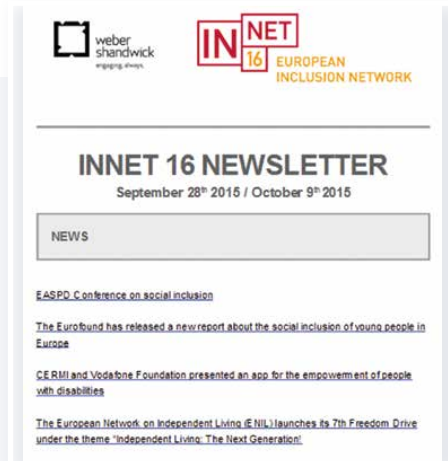 weber
shandwick
engaging, always.
IN NET
16 EUROPEAN
INCLUSION NETWORK
INNET 16 NEWSLETTER
September 28th 2015 / October 9th 2015
NEWS
EASPD Conference on social inclusion
The Eurofound has released a new report about the social inclusion of young people in
Europe
CERMI and Vodafone Foundation presented an app for the empowerment of people
with disabilities
The European Network on Independent Living (ENIL) launches its 7th Freedom Drive
under the theme "Independent Living: The Next Generation'